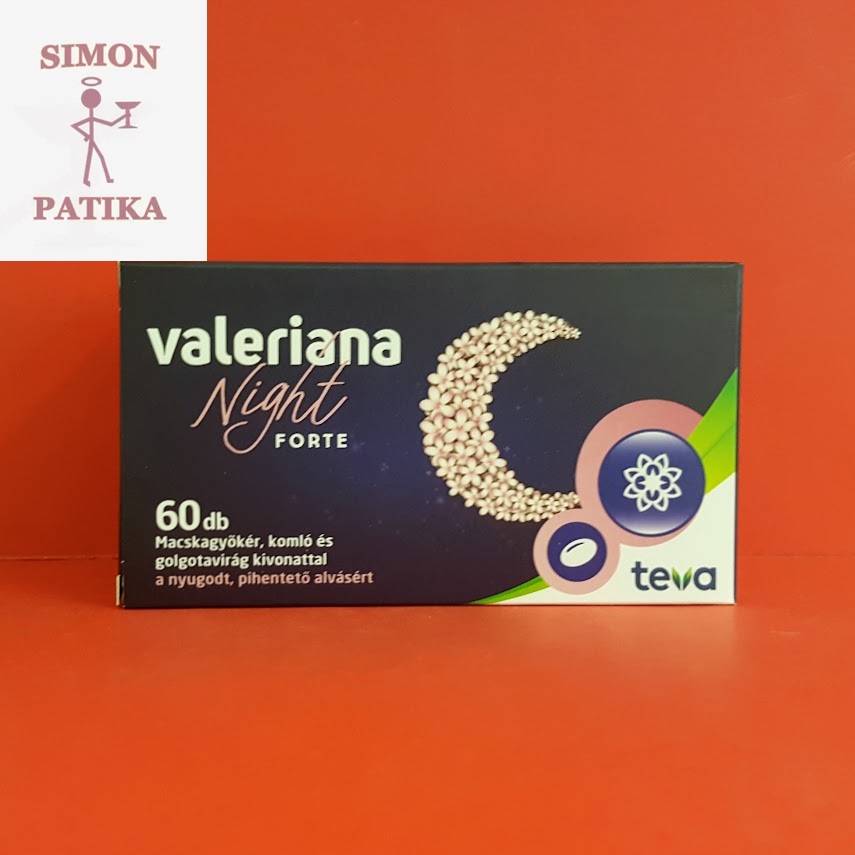 SIMON
PATIKA
valeriana
Night
FORTE
60 db
Macskagyökér, komló és
golgotavirág kivonattal
a nyugodt, pihentető alvásért
teva